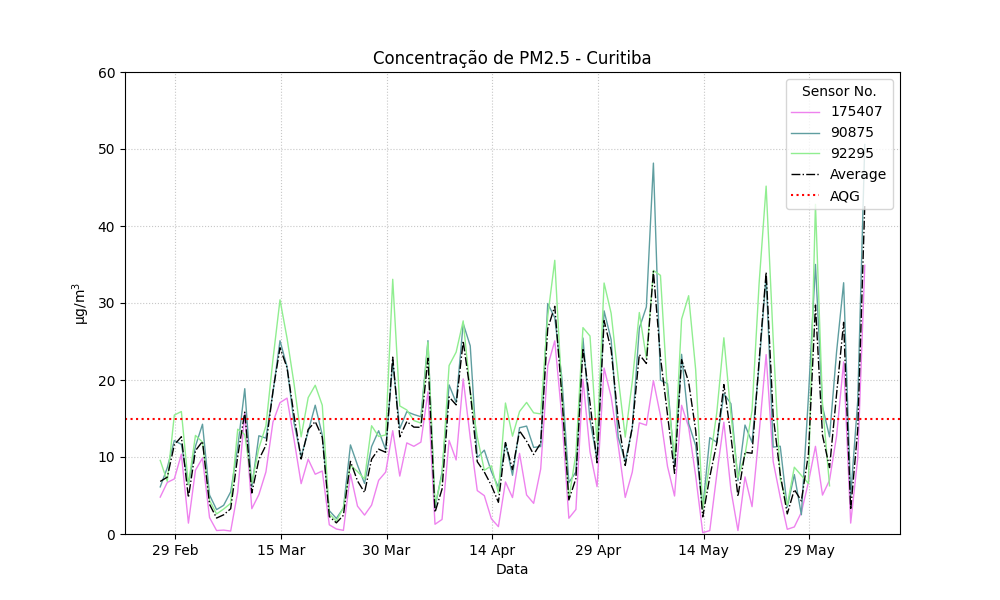 Concentração de PM2.5 - Curitiba
60
50
40
30
20
10
0
µg/m³
Sensor No.
175407
90875
92295
Average
AQG
29 Feb 15 Mar 30 Mar 14 Apr 29 Apr 14 May 29 May
Data